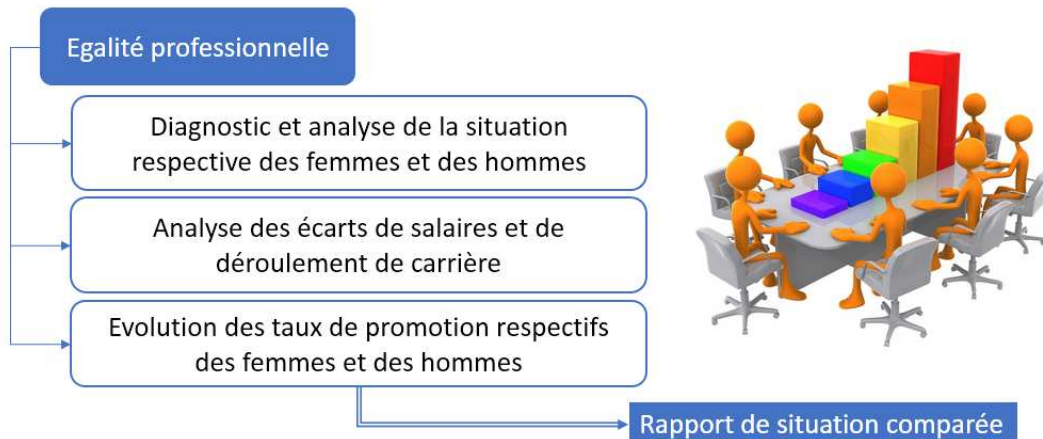 Egalité professionnelle
Diagnostic et analyse de la situation
respective des femmes et des hommes
Analyse des écarts de salaires et de
déroulement de carrière
Evolution des taux de promotion respectifs
des femmes et des hommes
Rapport de situation comparée